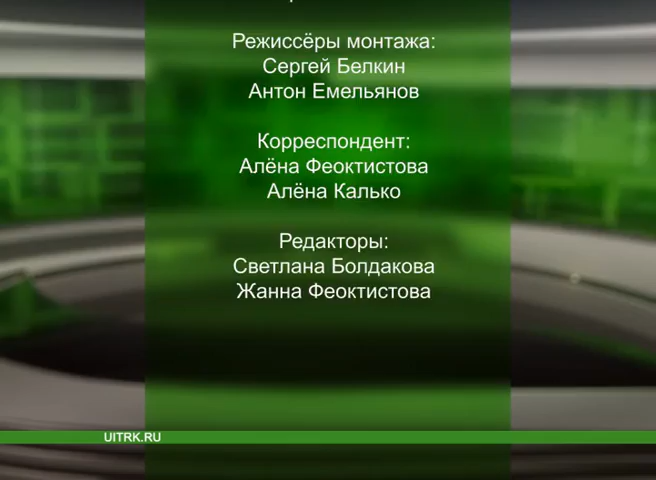 Режиссёры монтажа:
Сергей Белкин
Антон Емельянов
Корреспондент:
Алёна Феоктистова
Алёна Калько
Редакторы:
Светлана Болдакова
Жанна Феоктистова
UITRK.RU